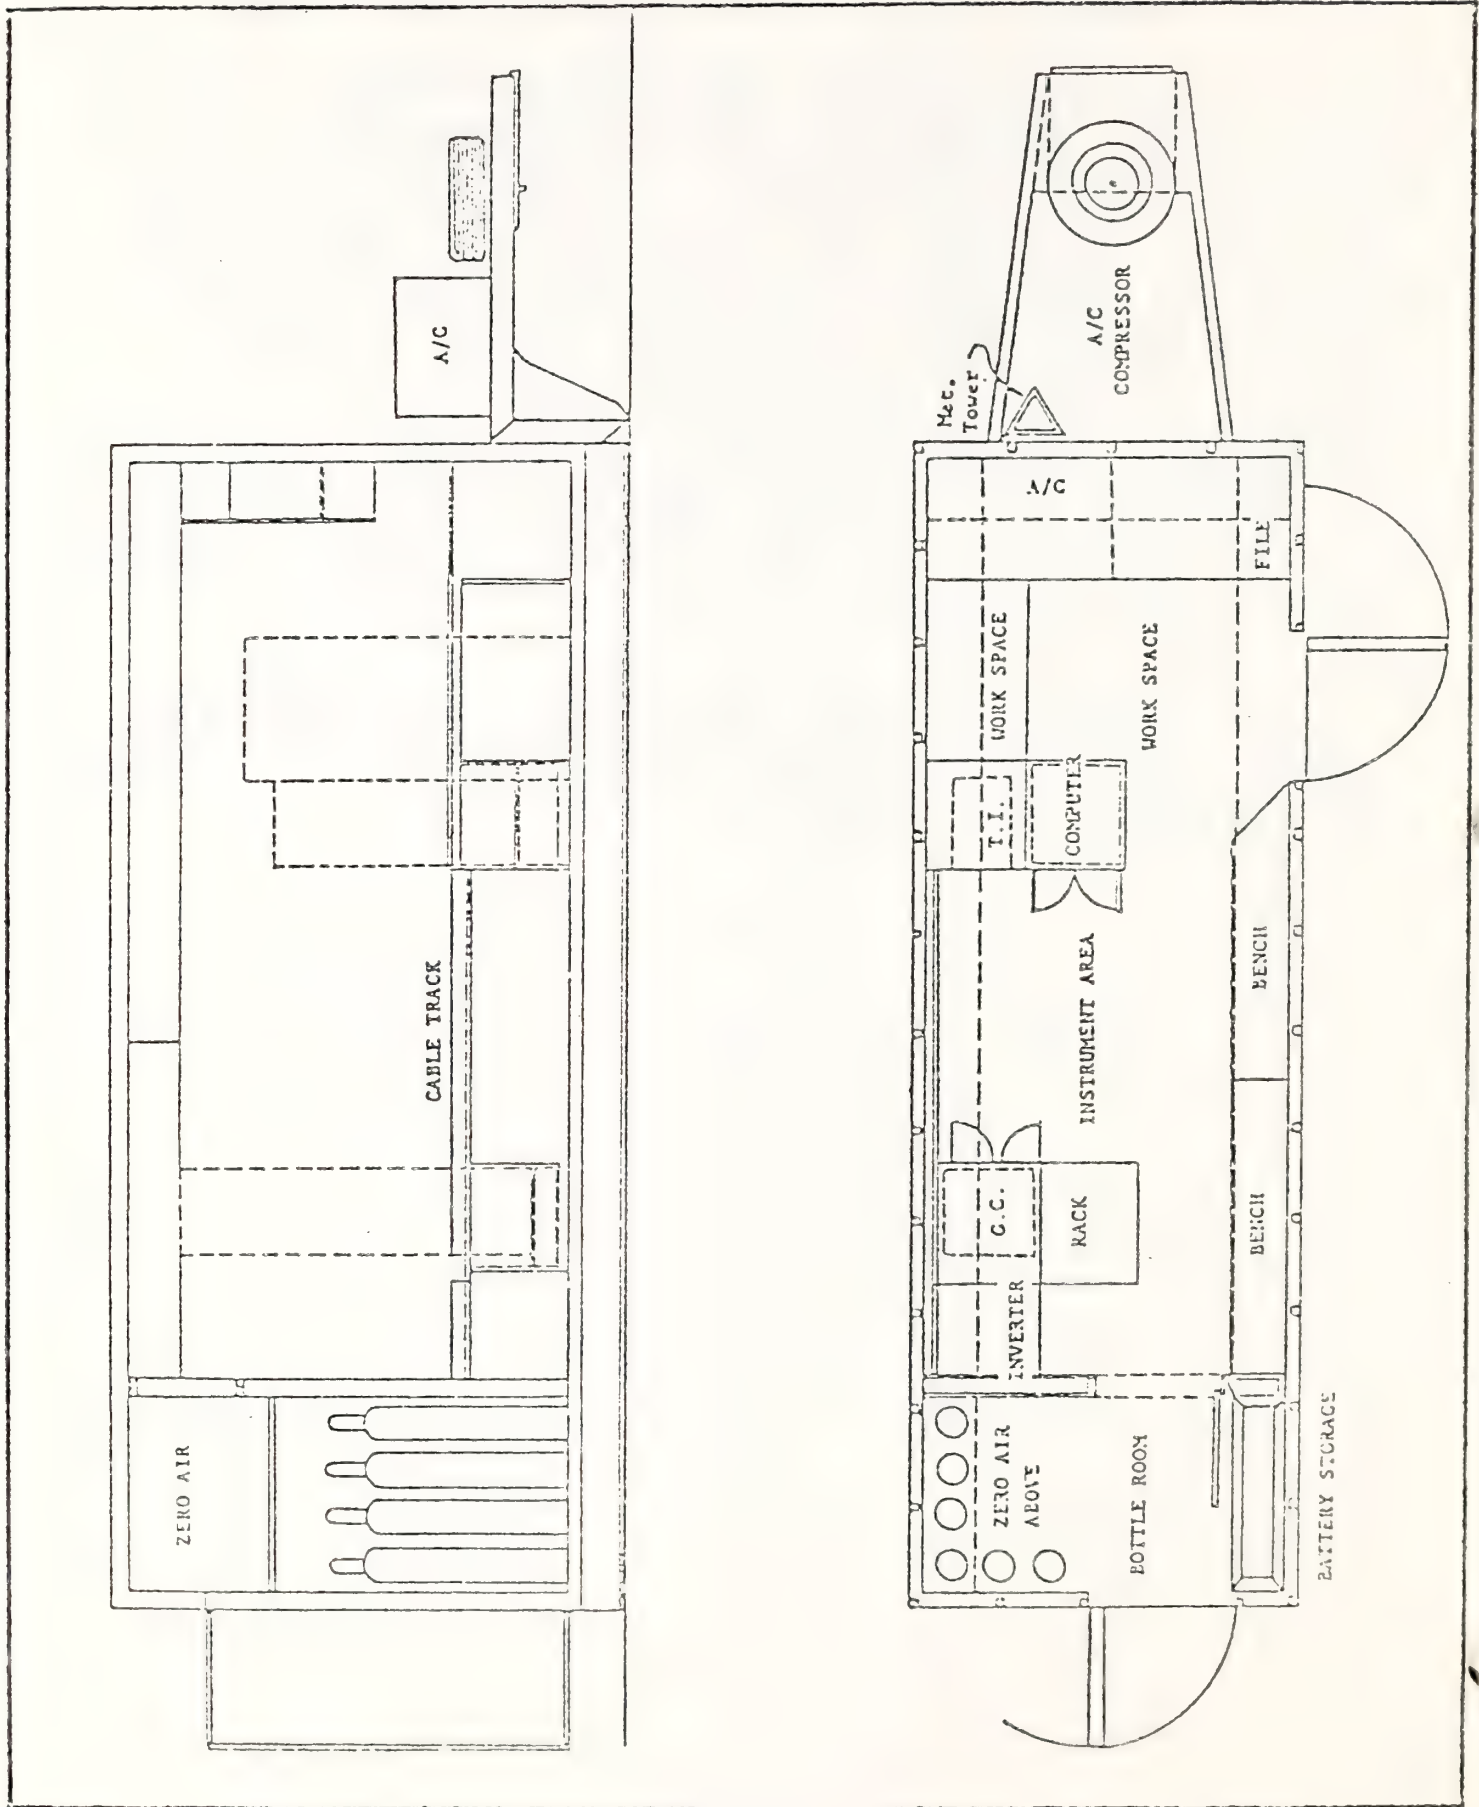 A/C
CABLE TRACK
ZERO AIR
Met.
Tower
A/C
COMPRESSOR
A/C
FILE
WORK SPACE
WORK SPACE
T.I.
COMPUTER
INSTRUMENT AREA
BENCH
G.C.
RACK
BENCH
INVERTER
ZERO AIR
ABOVE
BOTTLE ROOM
BATTERY STORAGE